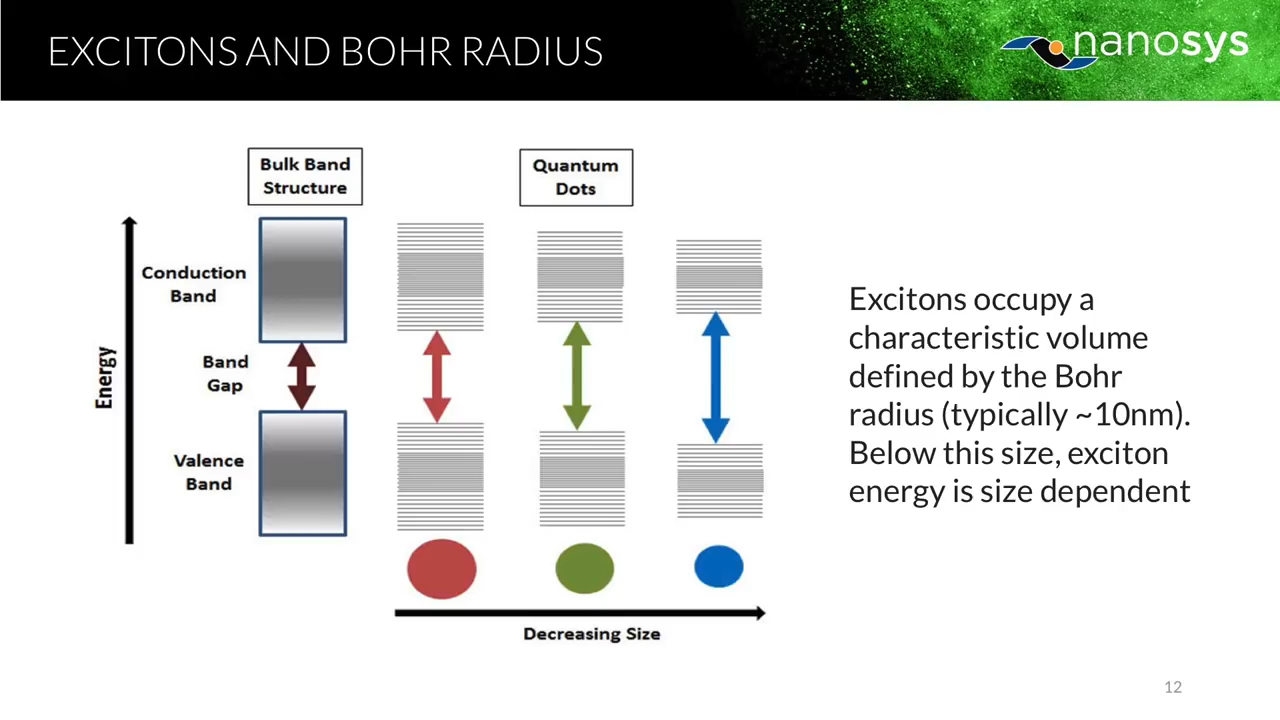 EXCITONS AND BOHR RADIUS
nanosys
Bulk Band
Structure
Quantum
Dots
Conduction
Band
Band
Gap
Energy
Valence
Band
Decreasing Size
Excitons occupy a
characteristic volume
defined by the Bohr
radius (typically ~10nm).
Below this size, exciton
energy is size dependent
12